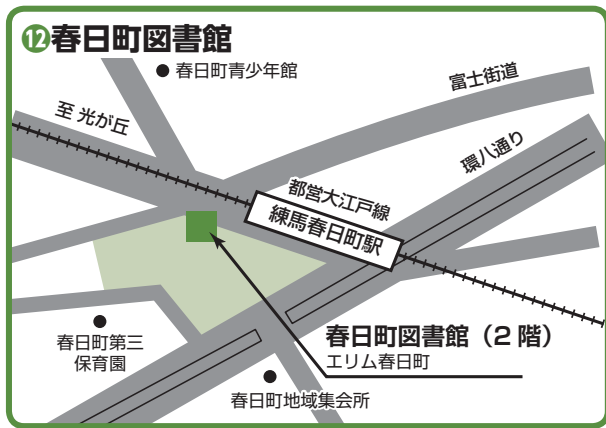 ⑫春日町図書館
春日町青少年館
富士街道
至 光が丘
環八通り
都営大江戸線
練馬春日町駅
春日町図書館（2 階）
エリム春日町
春日町第三
保育園
春日町地域集会所